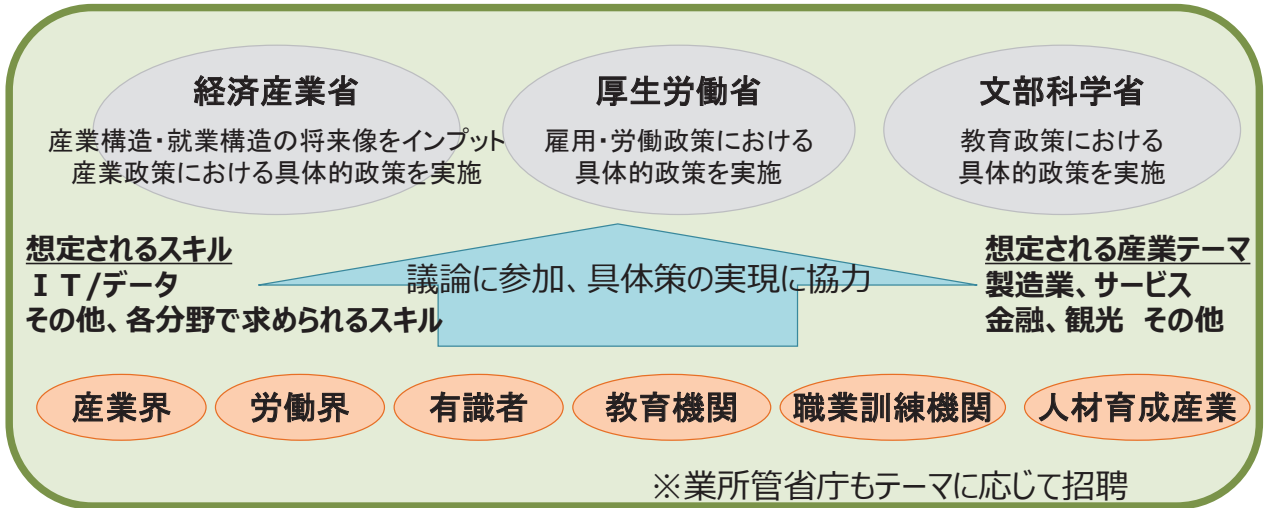 経済産業省
産業構造・就業構造の将来像をインプット
産業政策における具体的政策を実施
厚生労働省
雇用・労働政策における
具体的政策を実施
文部科学省
教育政策における
具体的政策を実施
想定されるスキル
ＩＴ/データ
その他、各分野で求められるスキル
議論に参加、具体策の実現に協力
想定される産業テーマ
製造業、サービス
金融、観光　その他
産業界
労働界
有識者
教育機関
職業訓練機関
人材育成産業
※業所管省庁もテーマに応じて招聘